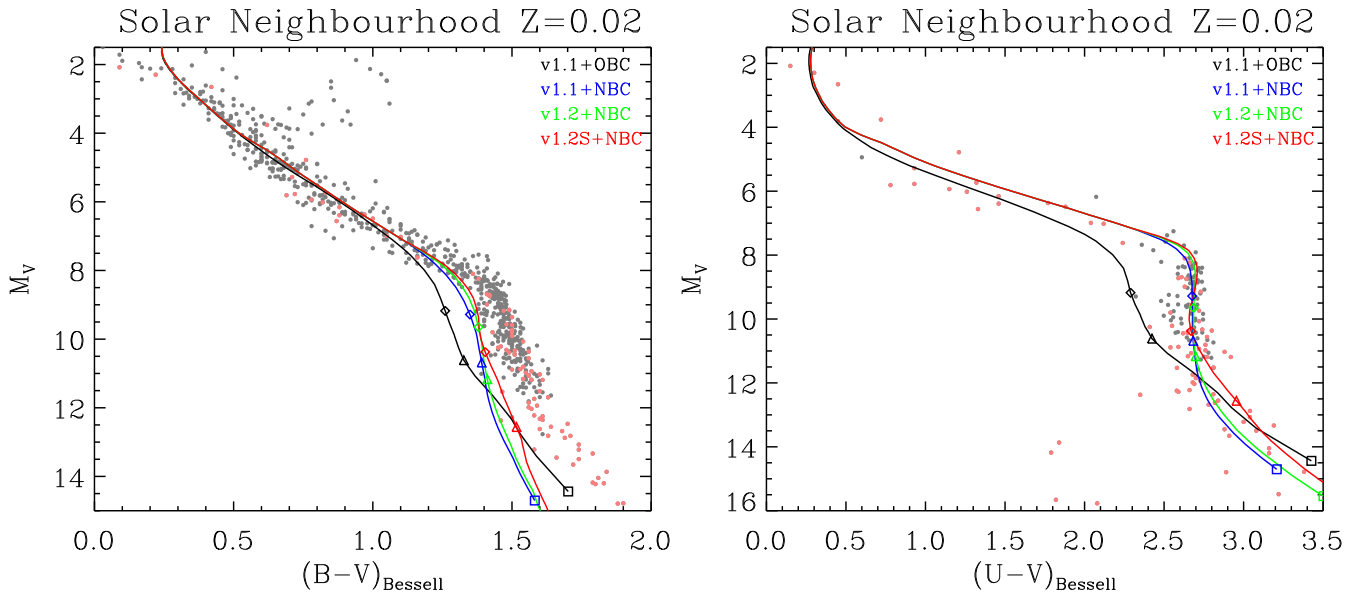 Solar Neighbourhood Z=0.02
v1.1+OBC
v1.1+NBC
v1.2+NBC
v1.2S+NBC
2
4
6
8
10
12
14
M_V
0.0 0.5 1.0 1.5 2.0
(B−V)_Bessell
Solar Neighbourhood Z=0.02
v1.1+OBC
v1.1+NBC
v1.2+NBC
v1.2S+NBC
2
4
6
8
10
12
14
16
M_V
0.0 0.5 1.0 1.5 2.0 2.5 3.0 3.5
(U−V)_Bessell